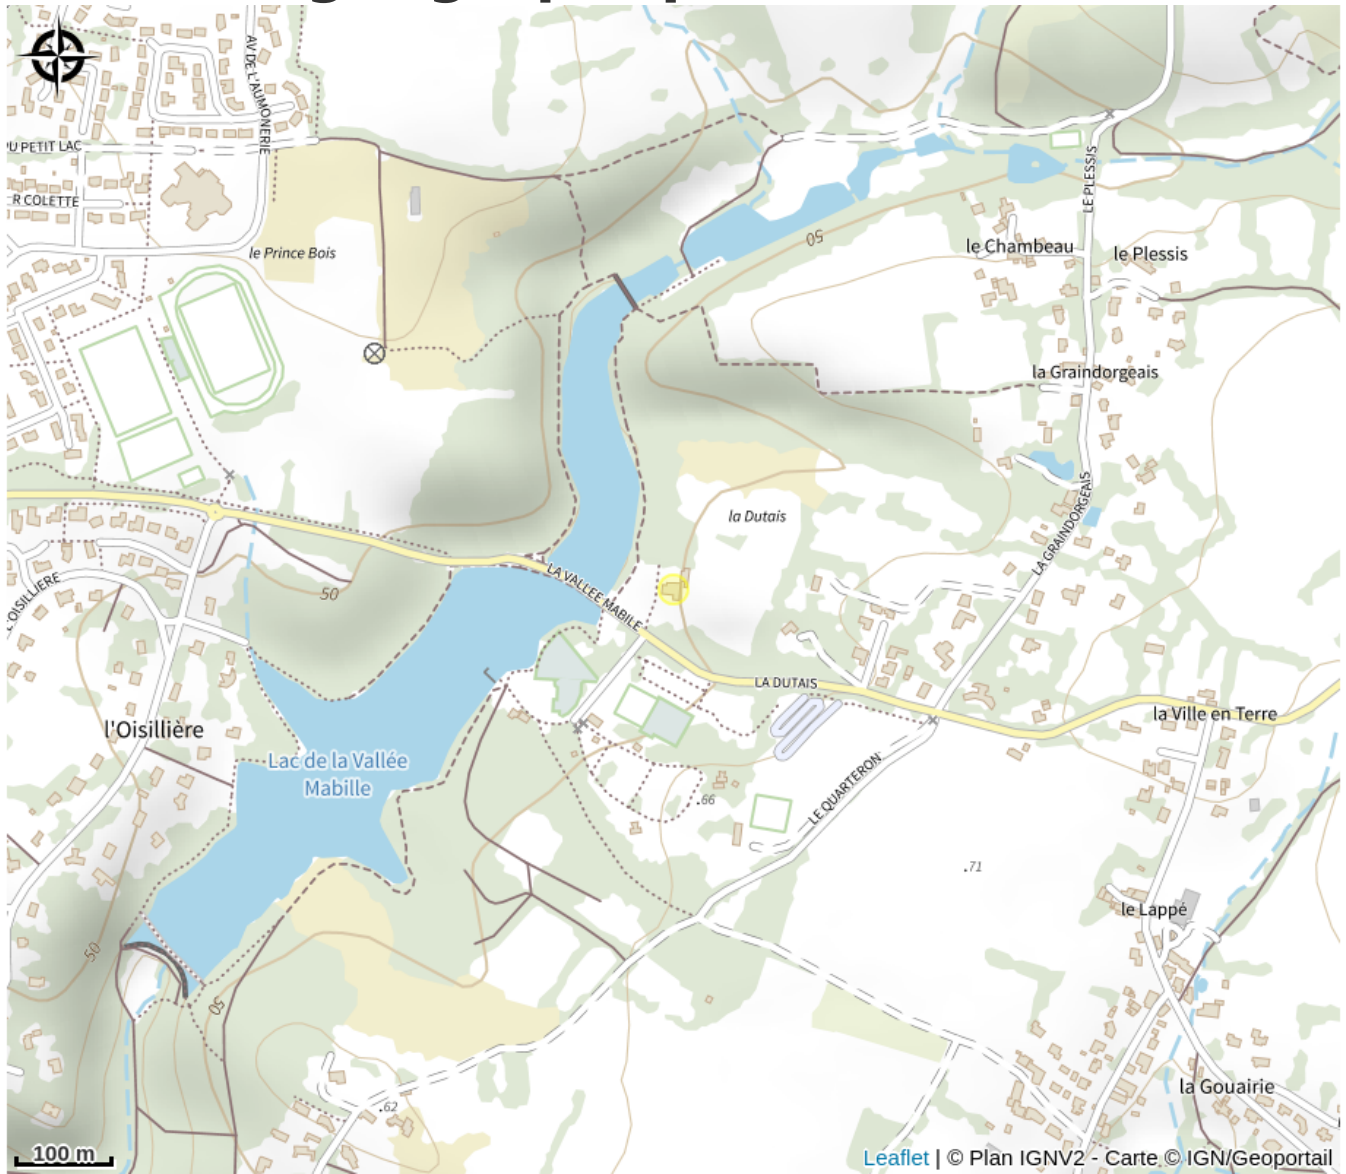 AV DE L'AUMONERIE
U PETIT LAC
R COLETTE
le Prince Bois
LE PLESSIS
50
le Chambeau
le Plessis
la Graindorgeais
la Dutais
LA GRAINDORGEAIS
LA VALLEE MABILE
L'OISILLIERE
50
LA DUTAIS
l'Oisillière
la Ville en Terre
Lac de la Vallée
Mabille
LE QUARTERON
.66
.71
le Lappé
50
50
la Gouairie
.62
100 m
Leaflet | © Plan IGNV2 - Carte © IGN/Geoportail